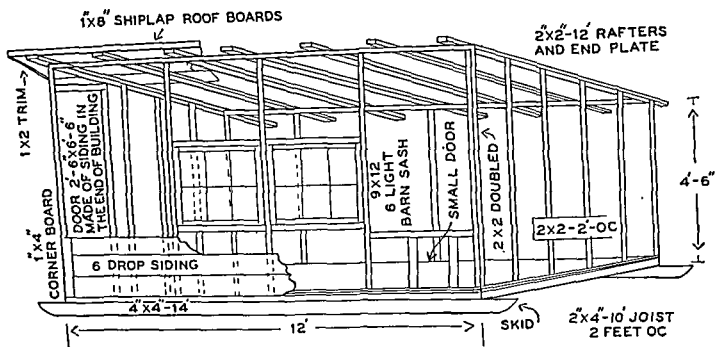 1"X8" SHIPLAP ROOF BOARDS
2"X2"-12' RAFTERS
AND END PLATE
1X2 TRIM
DOOR 2'-6"X6'-6"
MADE OF SIDING IN
THE END OF BUILDING
9X12
6 LIGHT
BARN SASH
SMALL DOOR
2X2 DOUBLED
4'-6"
1"X4"
CORNER BOARD
2X2-2'-OC
6 DROP SIDING
4"X4"-14'
12'
SKID
2"X4"-10' JOIST
2 FEET OC